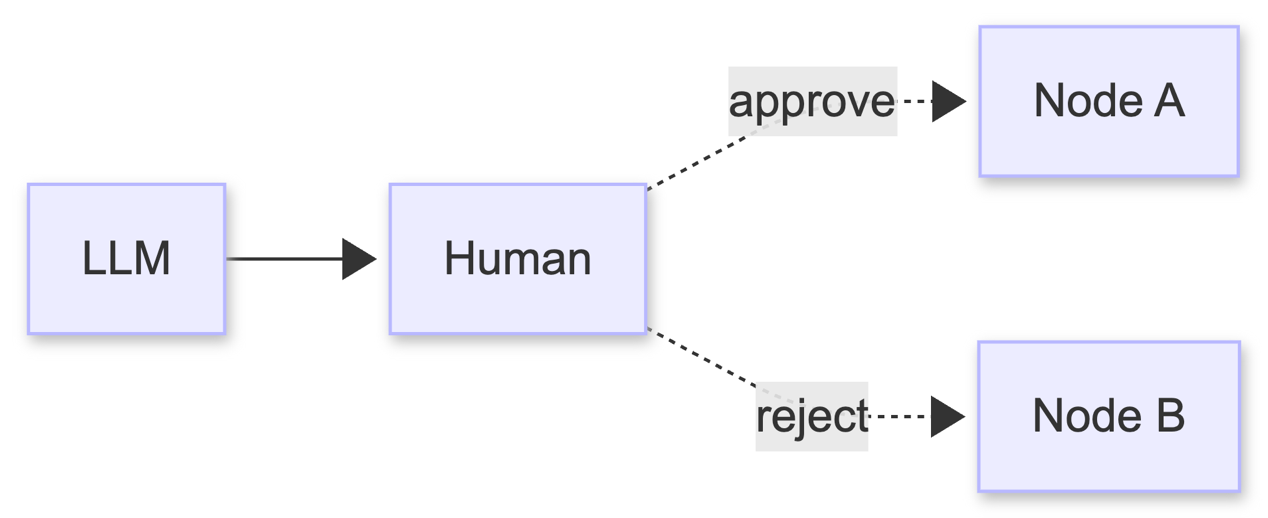 LLM
Human
approve
Node A
reject
Node B